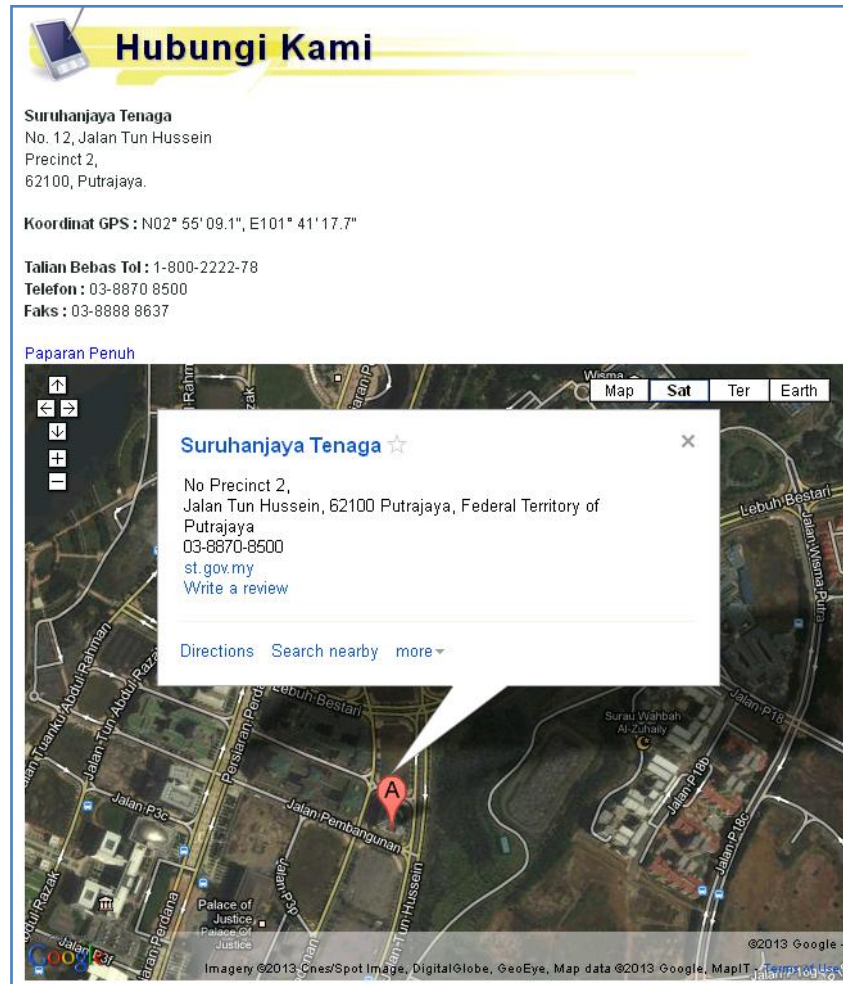 Hubungi Kami
Suruhanjaya Tenaga
No. 12, Jalan Tun Hussein
Precinct 2,
62100, Putrajaya.
Koordinat GPS : N02° 55' 09.1", E101° 41' 17.7"
Talian Bebas Tol : 1-800-2222-78
Telefon : 03-8870 8500
Faks : 03-8888 8637
Paparan Penuh
Wisma
Map Sat Ter Earth
Suruhanjaya Tenaga
No Precinct 2,
Jalan Tun Hussein, 62100 Putrajaya, Federal Territory of
Putrajaya
03-8870-8500
st.gov.my
Write a review
Directions Search nearby more
Lebuh Bestari
Jalan Wisma Putra
Jalan Tuanku Abdul Rahman
Jalan Tun Abdul Razak
Persiaran Perdana
Lebuh Bestari
Surau Wahbah
Al-Zuhaily
Jalan P18
Jalan P18b
Jalan P18c
A
Jalan P3c
Jalan Pembangunan
Jalan P3p
Jalan Tun Hussein
Palace of
Justice
Palace Of
Justice
Jalan P3f
Google
©2013 Google -
Imagery ©2013 Cnes/Spot Image, DigitalGlobe, GeoEye, Map data ©2013 Google, MapIT - Terms of Use